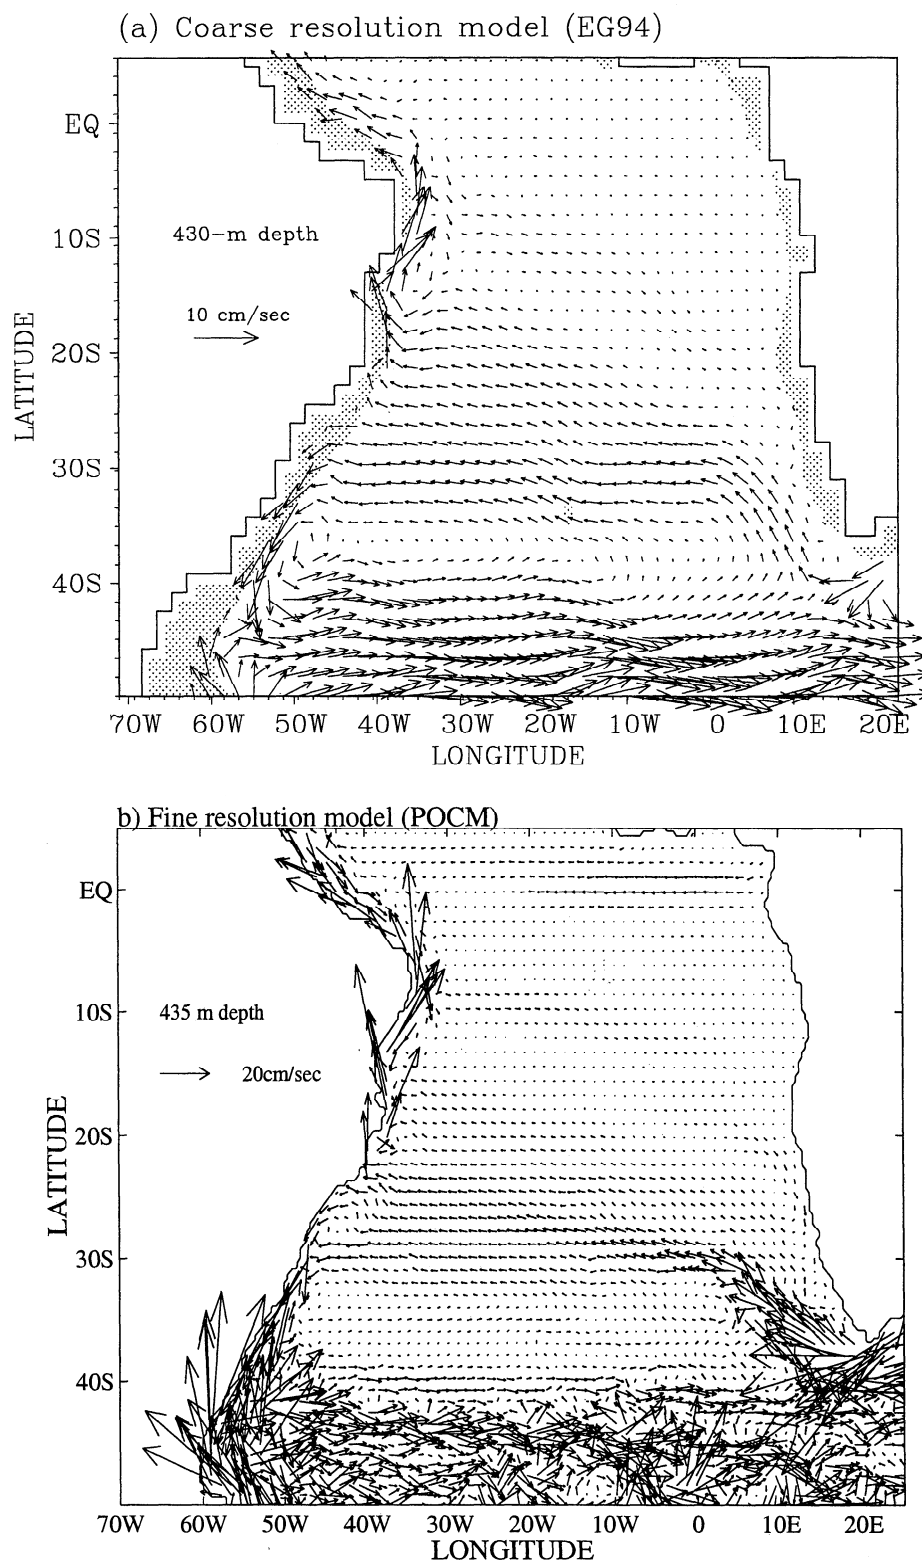 (a) Coarse resolution model (EG94)
EQ
430-m depth
10S
10 cm/sec
20S
LATITUDE
30S
40S
70W 60W 50W 40W 30W 20W 10W 0 10E 20E
LONGITUDE
b) Fine resolution model (POCM)
EQ
435 m depth
10S
20cm/sec
LATITUDE
20S
30S
40S
70W 60W 50W 40W 30W 20W 10W 0 10E 20E
LONGITUDE